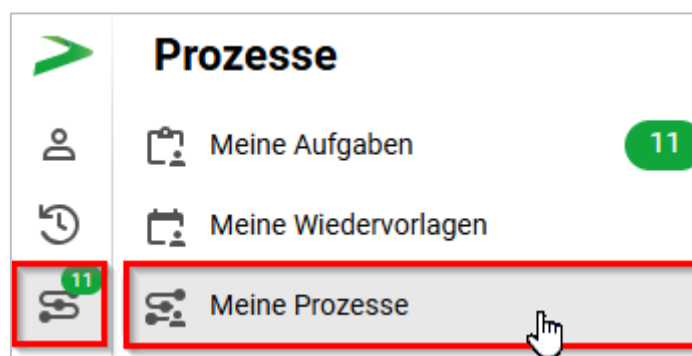 Prozesse
Meine Aufgaben 11
Meine Wiedervorlagen
11
Meine Prozesse